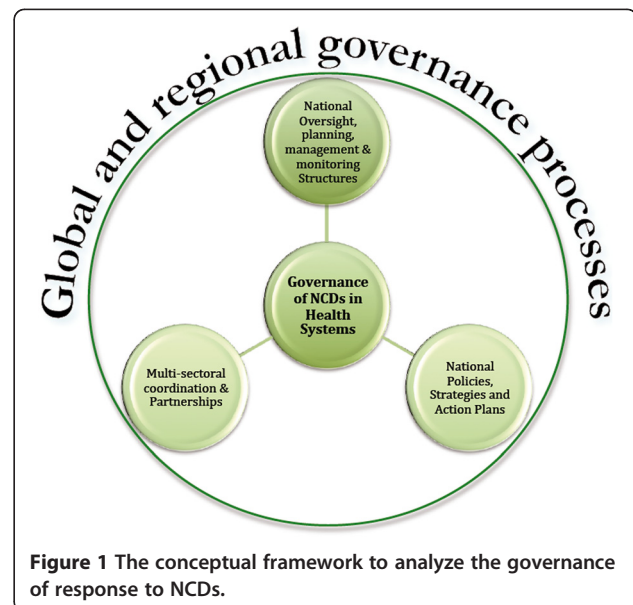 Global and regional governance processes
National
Oversight,
planning,
management &
monitoring
Structures
Governance
of NCDs in
Health
Systems
Multi-sectoral
coordination &
Partnerships
National
Policies,
Strategies and
Action Plans
Figure 1 The conceptual framework to analyze the governance
of response to NCDs.